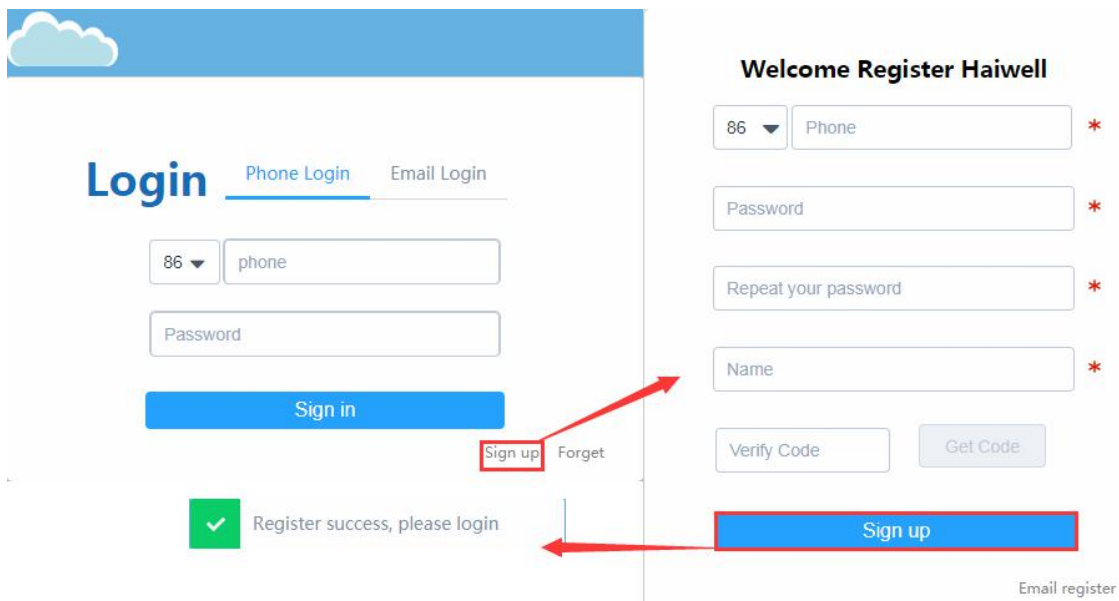 Login
Phone Login
Email Login
86
phone
Password
Sign in
Sign up
Forget
Register success, please login
Welcome Register Haiwell
86
Phone
*
Password
*
Repeat your password
*
Name
*
Verify Code
Get Code
Sign up
Email register